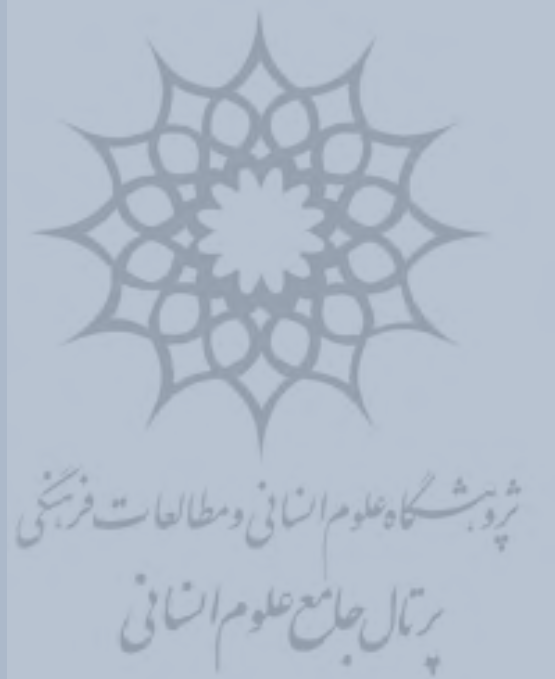 پژوهشگاه علوم انسانی و مطالعات فرهنگی
پرتال جامع علوم انسانی